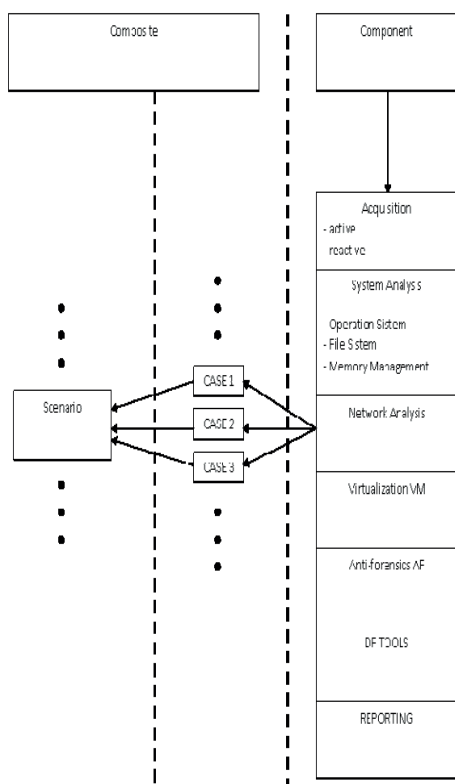 Composite
Component
Acquisition
- active
reactive
System Analysis
Operation Sistem
- File Sistem
- Memory Management
CASE 1
Scenario
CASE 2
Network Analysis
CASE 3
Virtualization VM
Anti-foransics AF
DF TOOLS
REPORTING